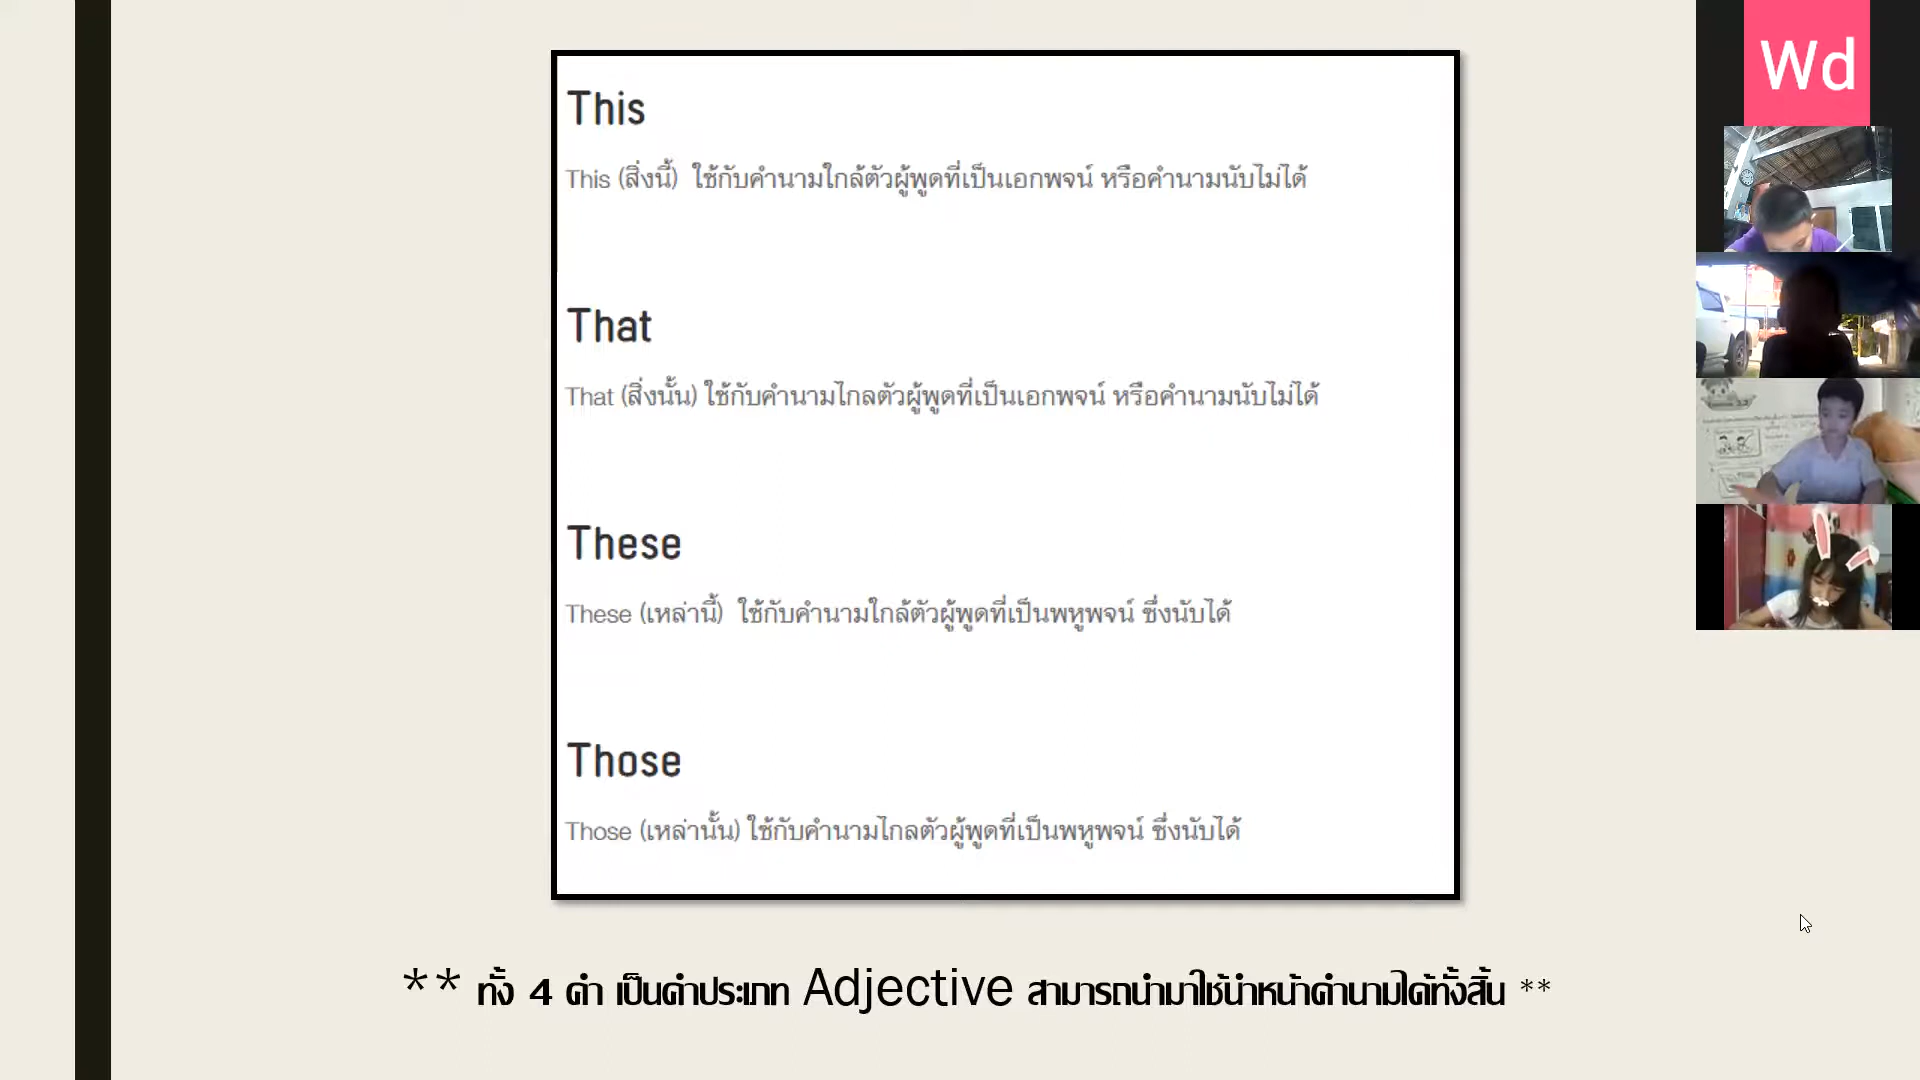 This
This (สิ่งนี้) ใช้กับคำนามใกล้ตัวผู้พูดที่เป็นเอกพจน์ หรือคำนามนับไม่ได้
That
That (สิ่งนั้น) ใช้กับคำนามไกลตัวผู้พูดที่เป็นเอกพจน์ หรือคำนามนับไม่ได้
These
These (เหล่านี้) ใช้กับคำนามใกล้ตัวผู้พูดที่เป็นพหูพจน์ ซึ่งนับได้
Those
Those (เหล่านั้น) ใช้กับคำนามไกลตัวผู้พูดที่เป็นพหูพจน์ ซึ่งนับได้
** ทั้ง 4 คำ เป็นคำประเภท Adjective สามารถนำมาใช้นำหน้าคำนามได้ทั้งสิ้น **
Wd